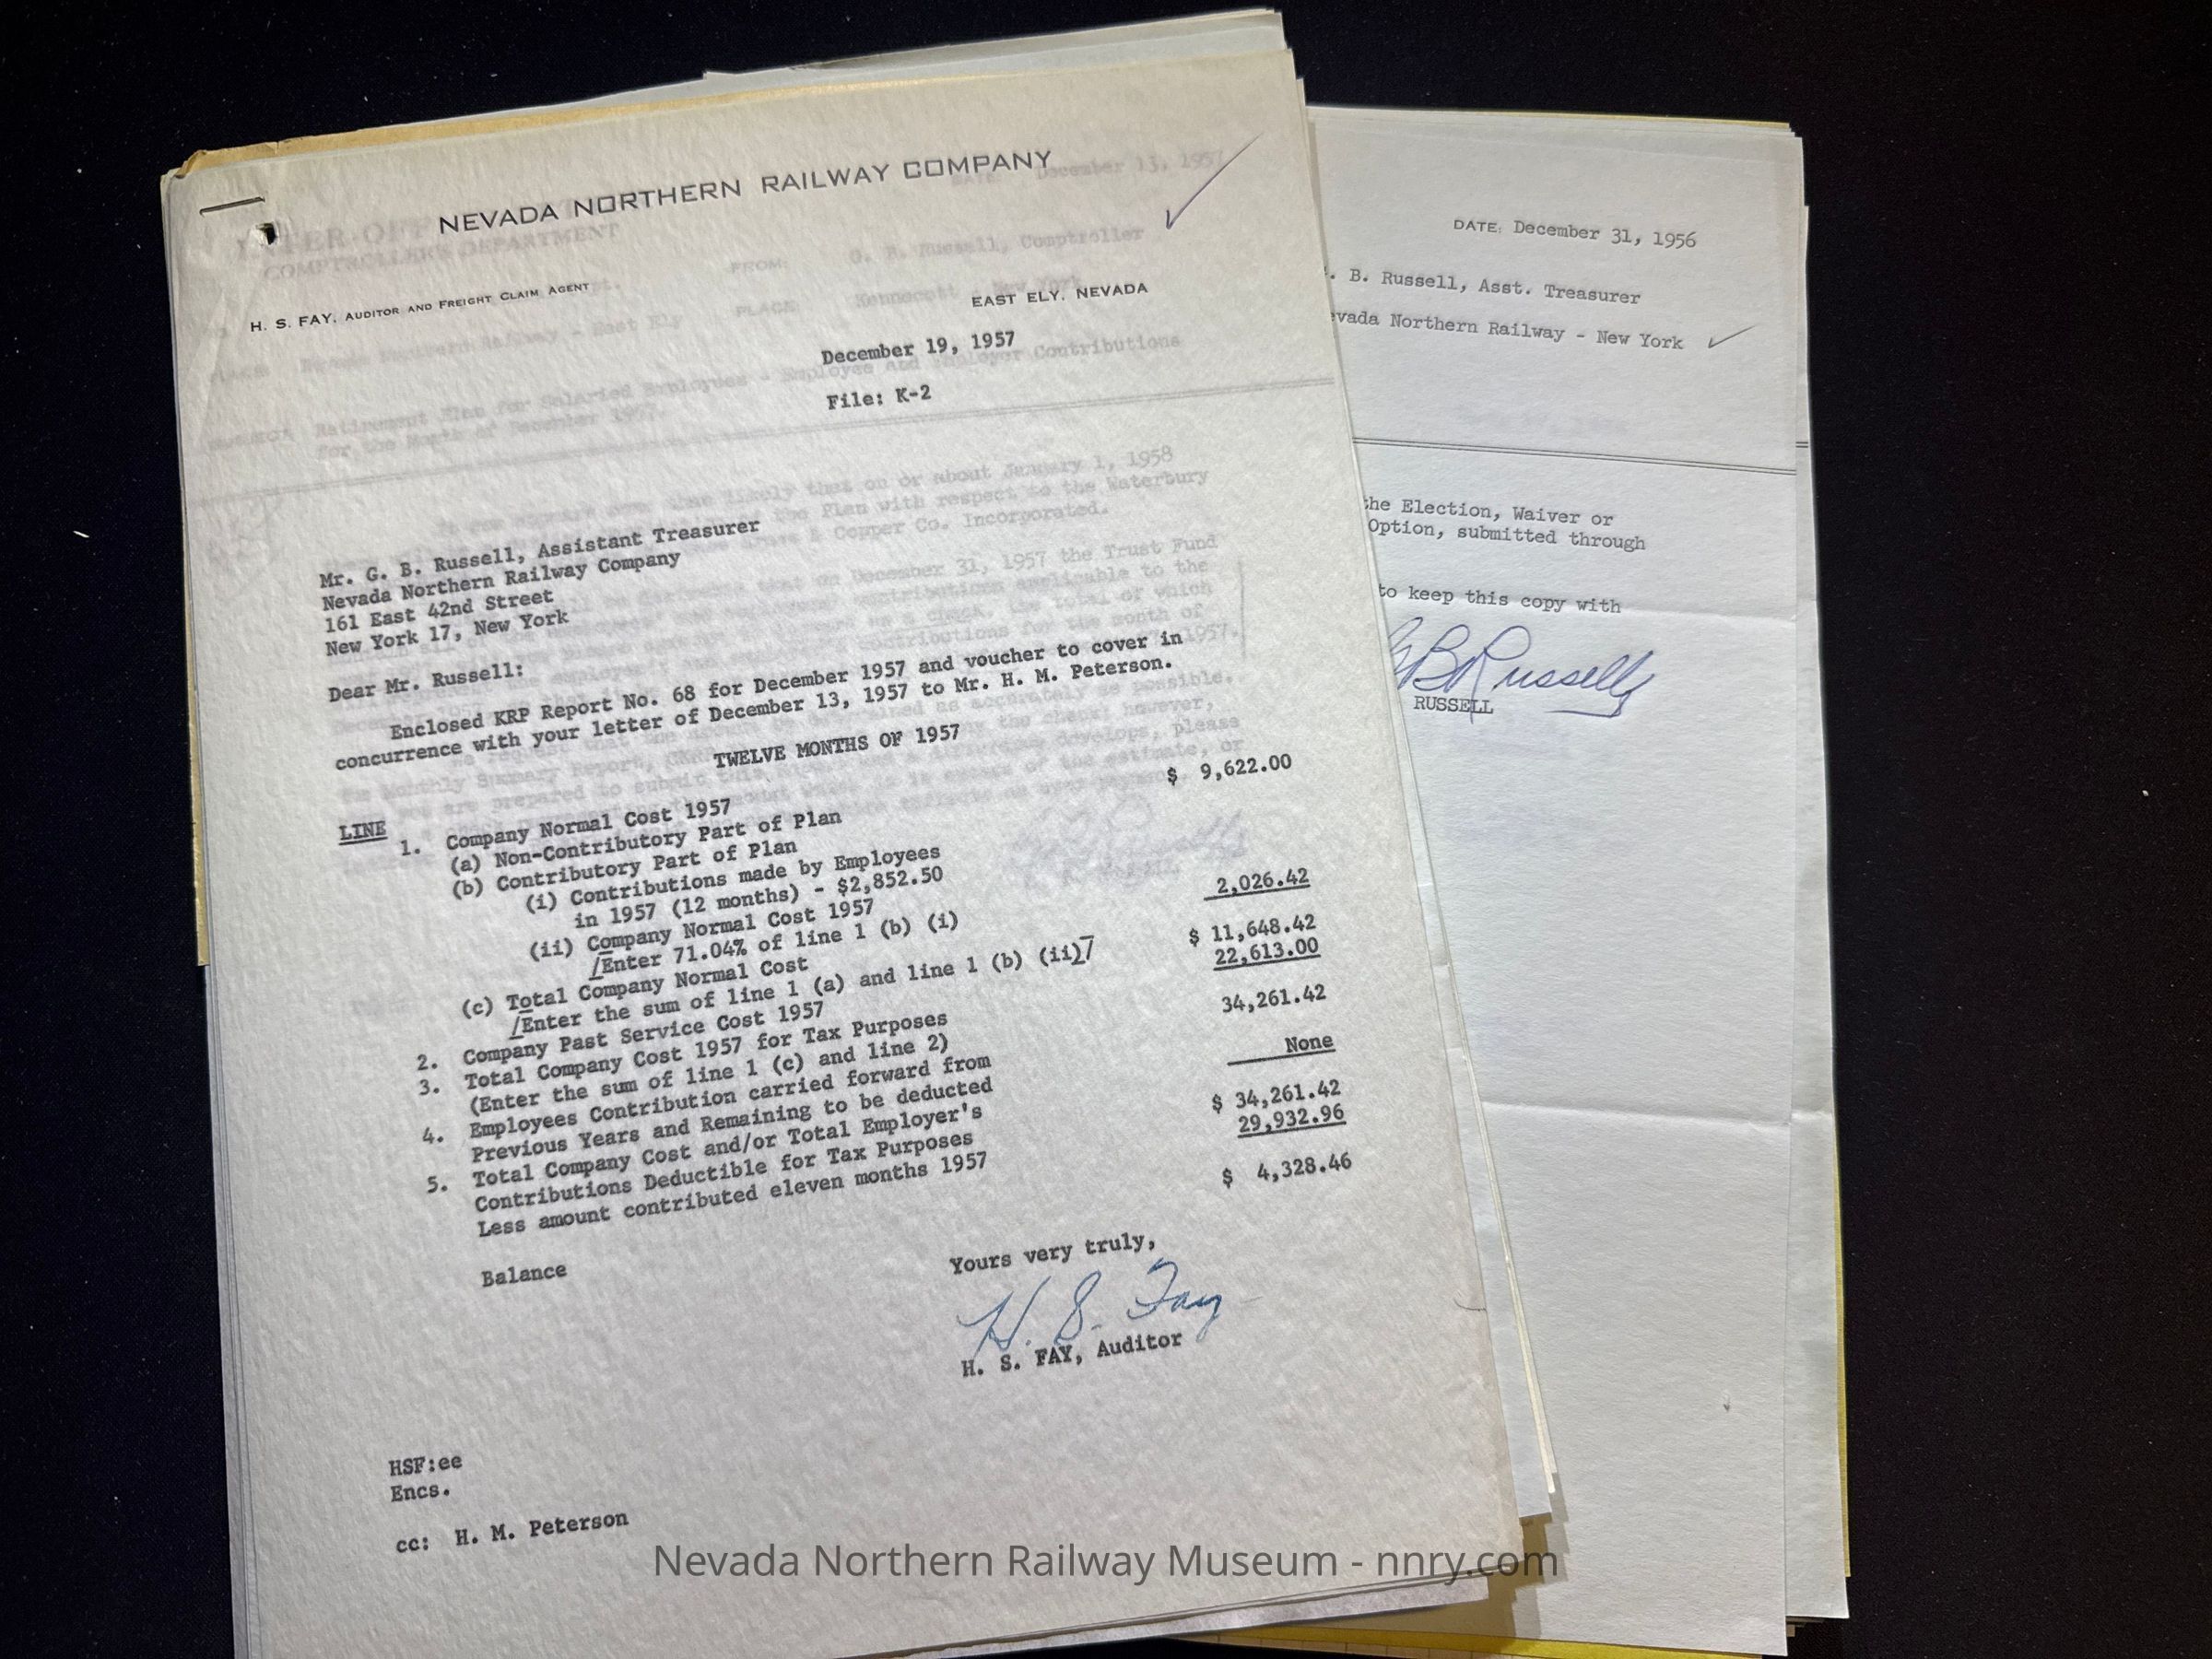 NEVADA NORTHERN RAILWAY COMPANY
H. S. FAY, AUDITOR AND FREIGHT CLAIM AGENT
EAST ELY, NEVADA
December 19, 1957
File: K-2
Mr. G. B. Russell, Assistant Treasurer
Nevada Northern Railway Company
161 East 42nd Street
New York 17, New York
Dear Mr. Russell:
Enclosed KRP Report No. 68 for December 1957 and voucher to cover in
concurrence with your letter of December 13, 1957 to Mr. H. M. Peterson.
TWELVE MONTHS OF 1957
LINE
1. Company Normal Cost 1957
(a) Non-Contributory Part of Plan $ 9,622.00
(b) Contributory Part of Plan
(i) Contributions made by Employees
in 1957 (12 months) - $2,852.50
(ii) Company Normal Cost 1957
/Enter 71.04% of line 1 (b) (i) 2,026.42
(c) Total Company Normal Cost
/Enter the sum of line 1 (a) and line 1 (b) (ii)7 $ 11,648.42
2. Company Past Service Cost 1957 22,613.00
3. Total Company Cost 1957 for Tax Purposes
(Enter the sum of line 1 (c) and line 2) 34,261.42
4. Employees Contribution carried forward from
Previous Years and Remaining to be deducted None
5. Total Company Cost and/or Total Employer's
Contributions Deductible for Tax Purposes $ 34,261.42
Less amount contributed eleven months 1957 29,932.96
Balance $ 4,328.46
Yours very truly,
H. S. Fay
H. S. FAY, Auditor
HSF:ee
Encs.
cc: H. M. Peterson
DATE: December 31, 1956
. B. Russell, Asst. Treasurer
evada Northern Railway - New York
the Election, Waiver or
Option, submitted through
to keep this copy with
GBRussell
RUSSELL
Nevada Northern Railway Museum - nnry.com